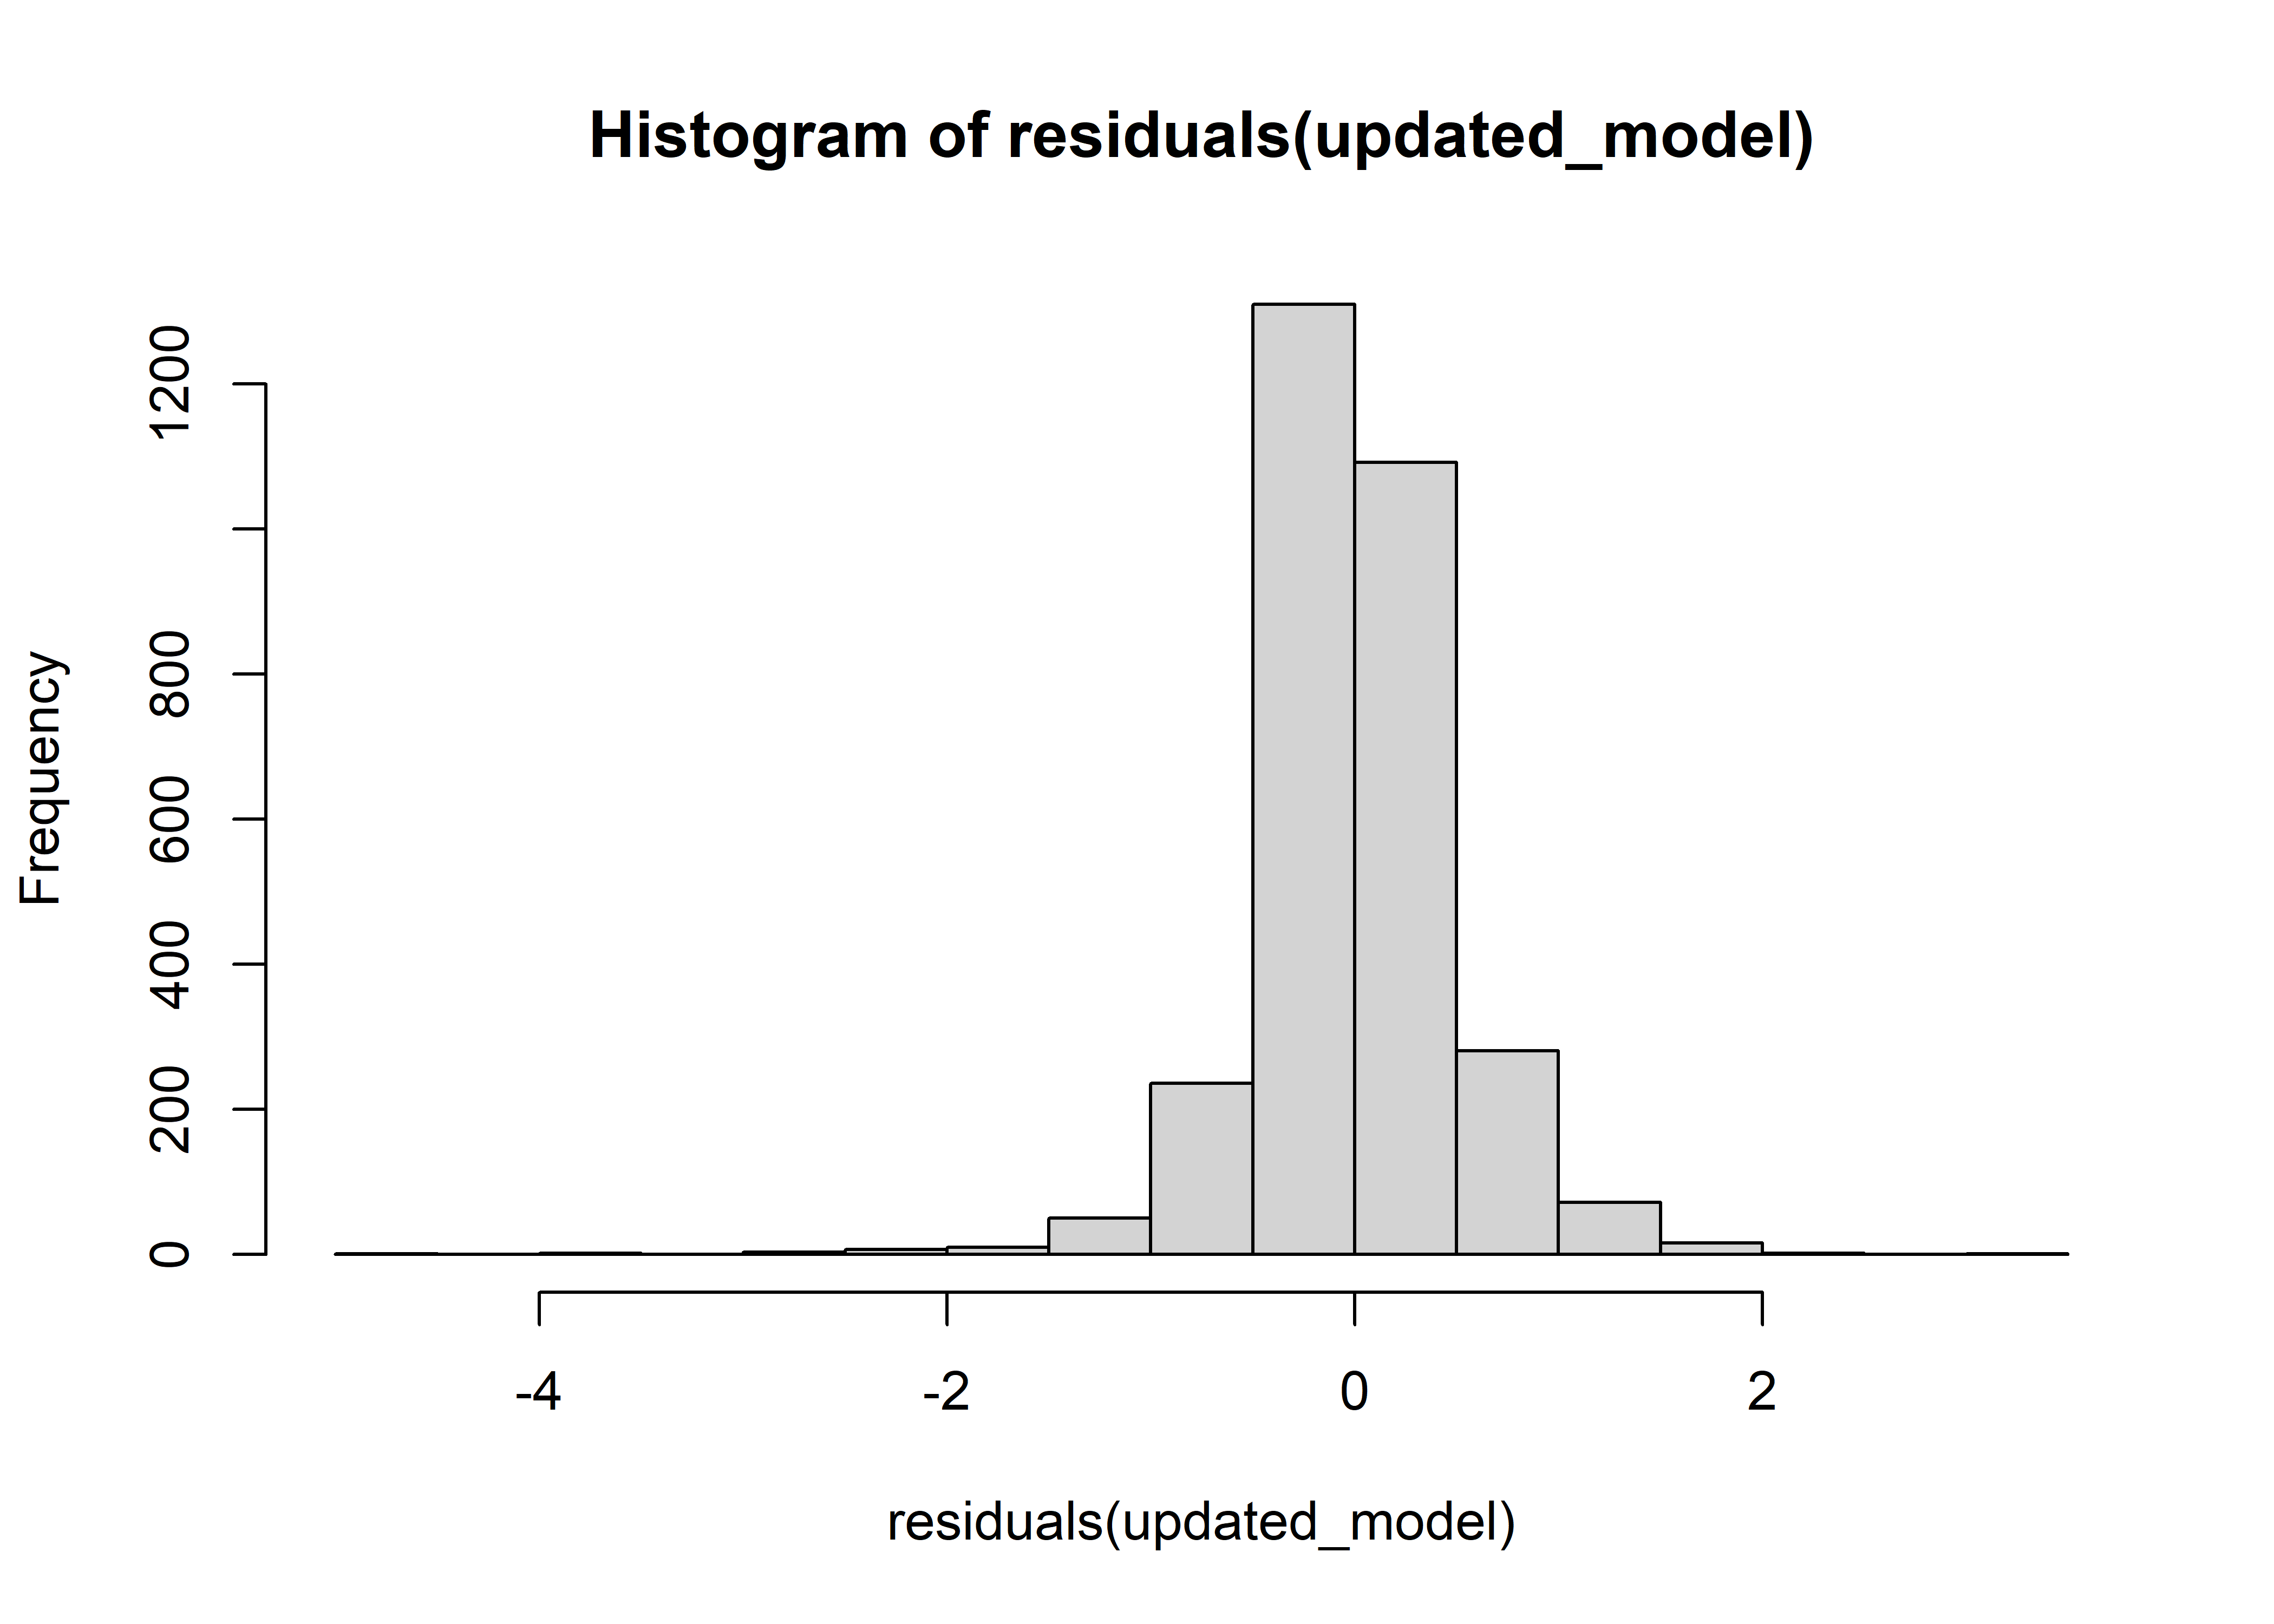 Histogram of residuals(updated_model)
Frequency
1200
800
600
400
200
0
-4 -2 0 2
residuals(updated_model)